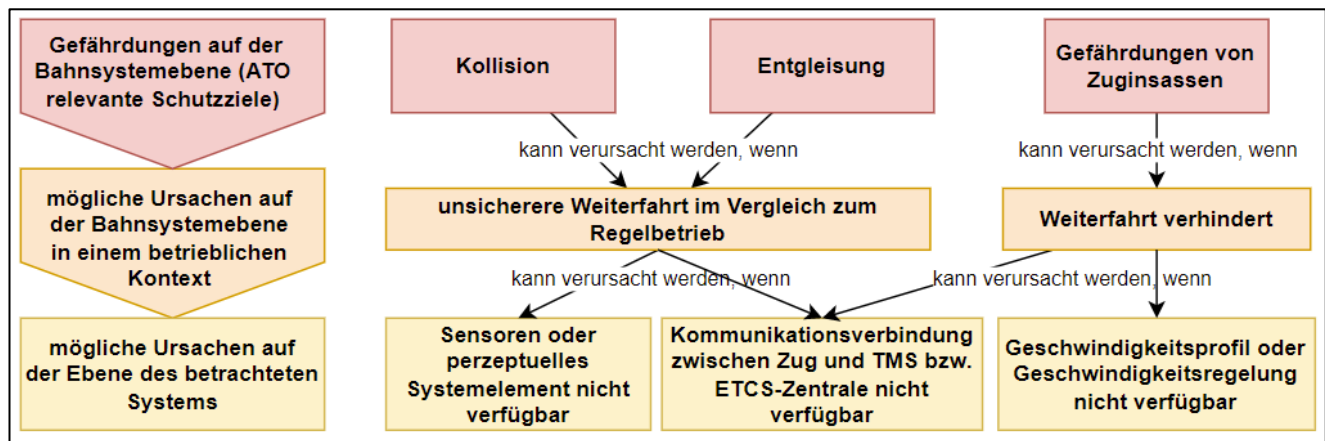 Gefährdungen auf der
Bahnsystemebene (ATO
relevante Schutzziele)
Kollision
Entgleisung
Gefährdungen von
Zuginsassen
kann verursacht werden, wenn
kann verursacht werden, wenn
mögliche Ursachen auf
der Bahnsystemebene
in einem betrieblichen
Kontext
unsicherere Weiterfahrt im Vergleich zum
Regelbetrieb
Weiterfahrt verhindert
kann verursacht werden, wenn
kann verursacht werden, wenn
mögliche Ursachen auf
der Ebene des betrachteten
Systems
Sensoren oder
perzeptuelles
Systemelement nicht
verfügbar
Kommunikationsverbindung
zwischen Zug und TMS bzw.
ETCS-Zentrale nicht
verfügbar
Geschwindigkeitsprofil oder
Geschwindigkeitsregelung
nicht verfügbar